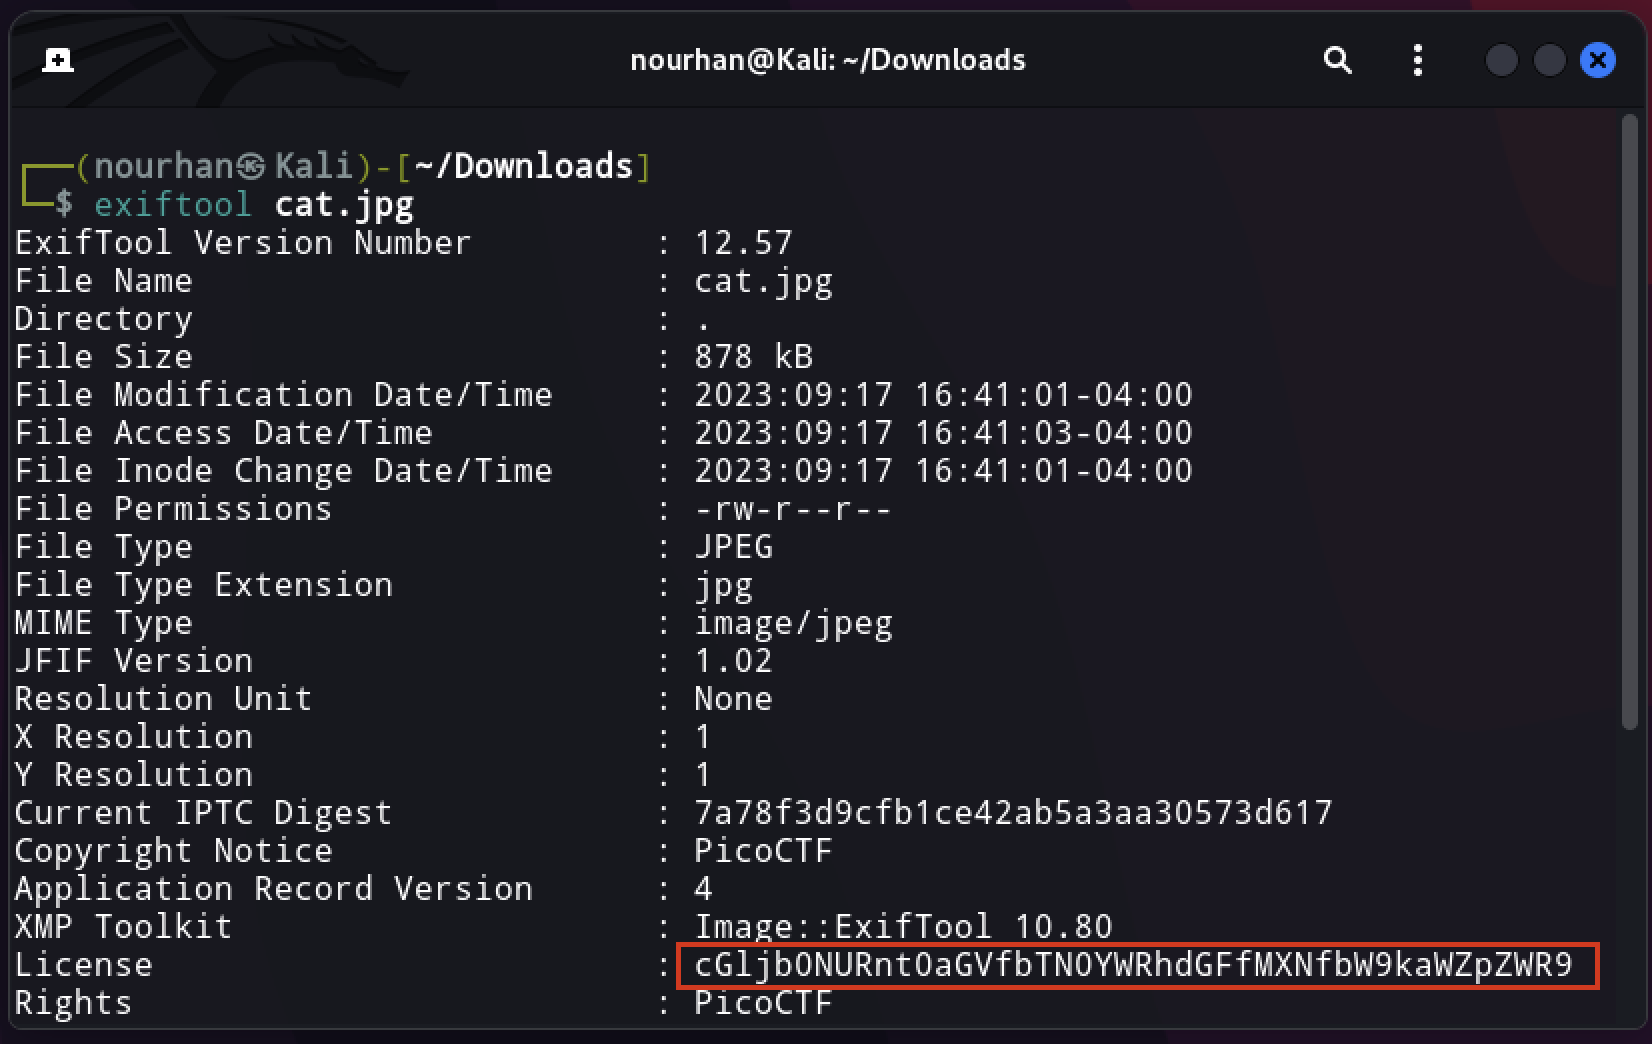 nourhan@Kali: ~/Downloads
┌──(nourhan㉿Kali)-[~/Downloads]
└─$ exiftool cat.jpg
ExifTool Version Number : 12.57
File Name : cat.jpg
Directory : .
File Size : 878 kB
File Modification Date/Time : 2023:09:17 16:41:01-04:00
File Access Date/Time : 2023:09:17 16:41:03-04:00
File Inode Change Date/Time : 2023:09:17 16:41:01-04:00
File Permissions : -rw-r--r--
File Type : JPEG
File Type Extension : jpg
MIME Type : image/jpeg
JFIF Version : 1.02
Resolution Unit : None
X Resolution : 1
Y Resolution : 1
Current IPTC Digest : 7a78f3d9cfb1ce42ab5a3aa30573d617
Copyright Notice : PicoCTF
Application Record Version : 4
XMP Toolkit : Image::ExifTool 10.80
License : cGljb0NURnt0aGVfbTN0YWRhdGFfMXNfbW9kaWZpZWR9
Rights : PicoCTF